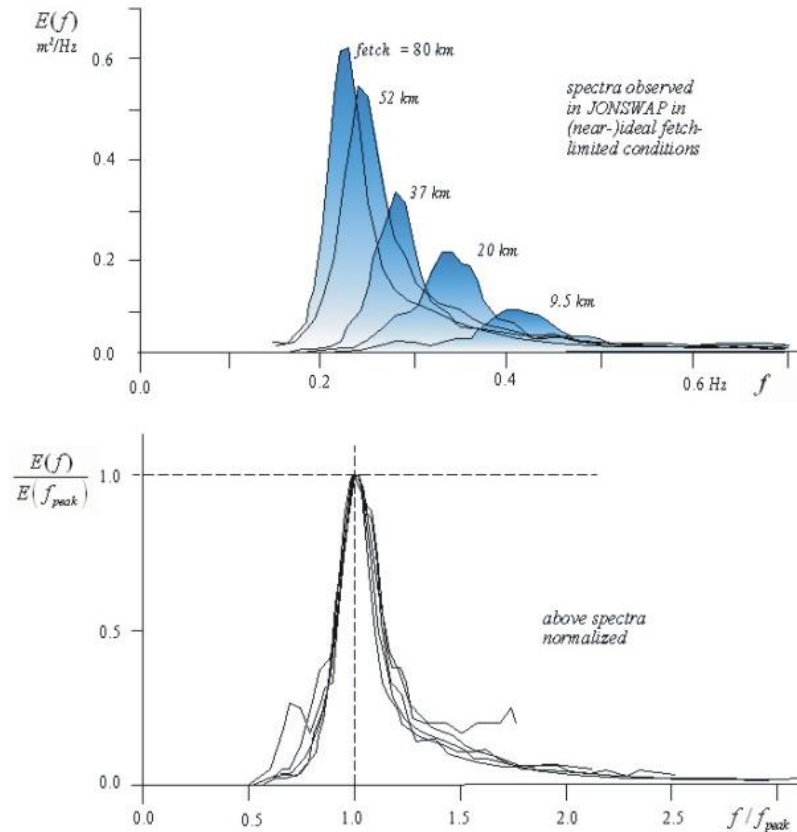 E(f)
m²/Hz
0.6
0.4
0.2
0.0
fetch = 80 km
52 km
37 km
20 km
9.5 km
spectra observed
in JONSWAP in
(near-)ideal fetch-
limited conditions
0.0
0.2
0.4
0.6 Hz
f
E(f)
E(f_peak)
1.0
0.5
0.0
above spectra
normalized
0.0
0.5
1.0
1.5
2.0
2.5
f / f_peak